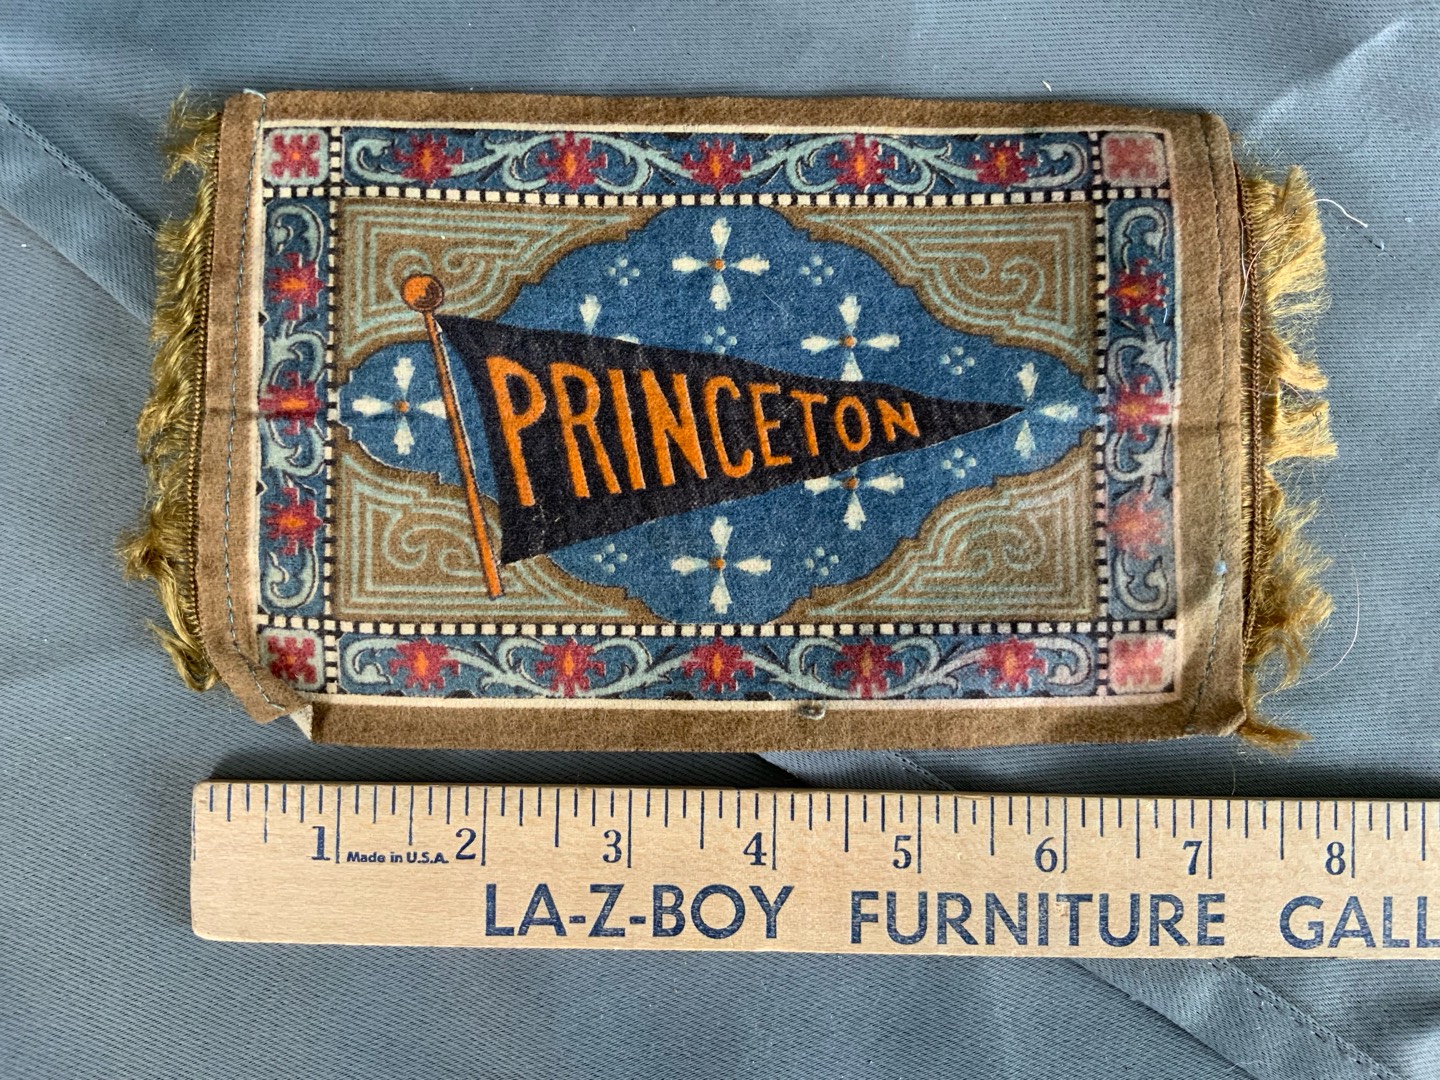 PRINCETON
1 Made in U.S.A. 2 3 4 5 6 7 8
LA-Z-BOY FURNITURE GALL